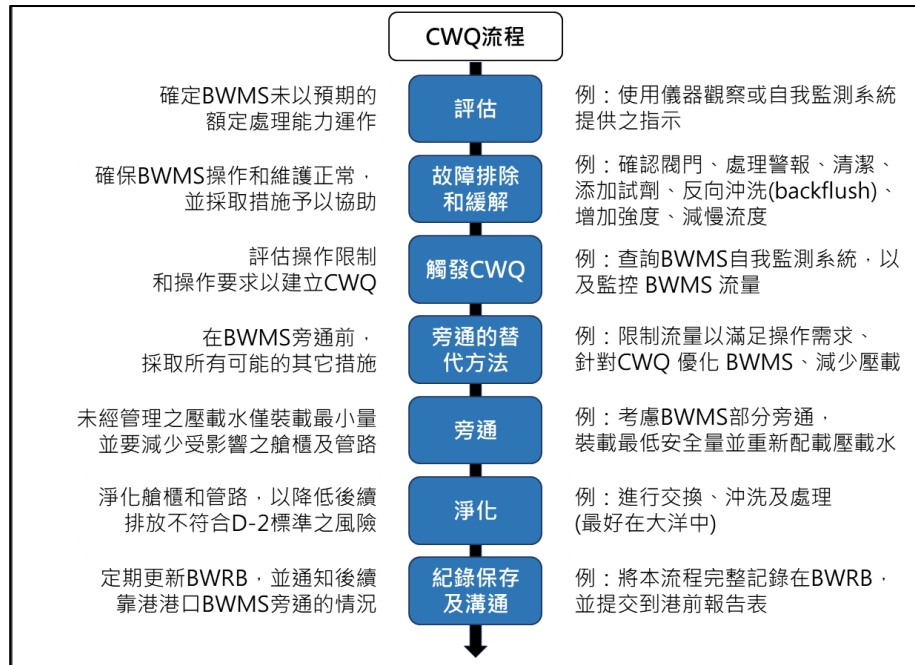 CWQ流程
確定BWMS未以預期的
額定處理能力運作
評估
例：使用儀器觀察或自我監測系統
提供之指示
確保BWMS操作和維護正常，
並採取措施予以協助
故障排除
和緩解
例：確認閥門、處理警報、清潔、
添加試劑、反向沖洗(backflush)、
增加強度、減慢流度
評估操作限制
和操作要求以建立CWQ
觸發CWQ
例：查詢BWMS自我監測系統，以
及監控 BWMS 流量
在BWMS旁通前，
採取所有可能的其它措施
旁通的替
代方法
例：限制流量以滿足操作需求、
針對CWQ 優化 BWMS、減少壓載
未經管理之壓載水僅裝載最小量
並要減少受影響之艙櫃及管路
旁通
例：考慮BWMS部分旁通，
裝載最低安全量並重新配載壓載水
淨化艙櫃和管路，以降低後續
排放不符合D-2標準之風險
淨化
例：進行交換、沖洗及處理
(最好在大洋中)
定期更新BWRB，並通知後續
靠港港口BWMS旁通的情況
紀錄保存
及溝通
例：將本流程完整記錄在BWRB，
並提交到港前報告表